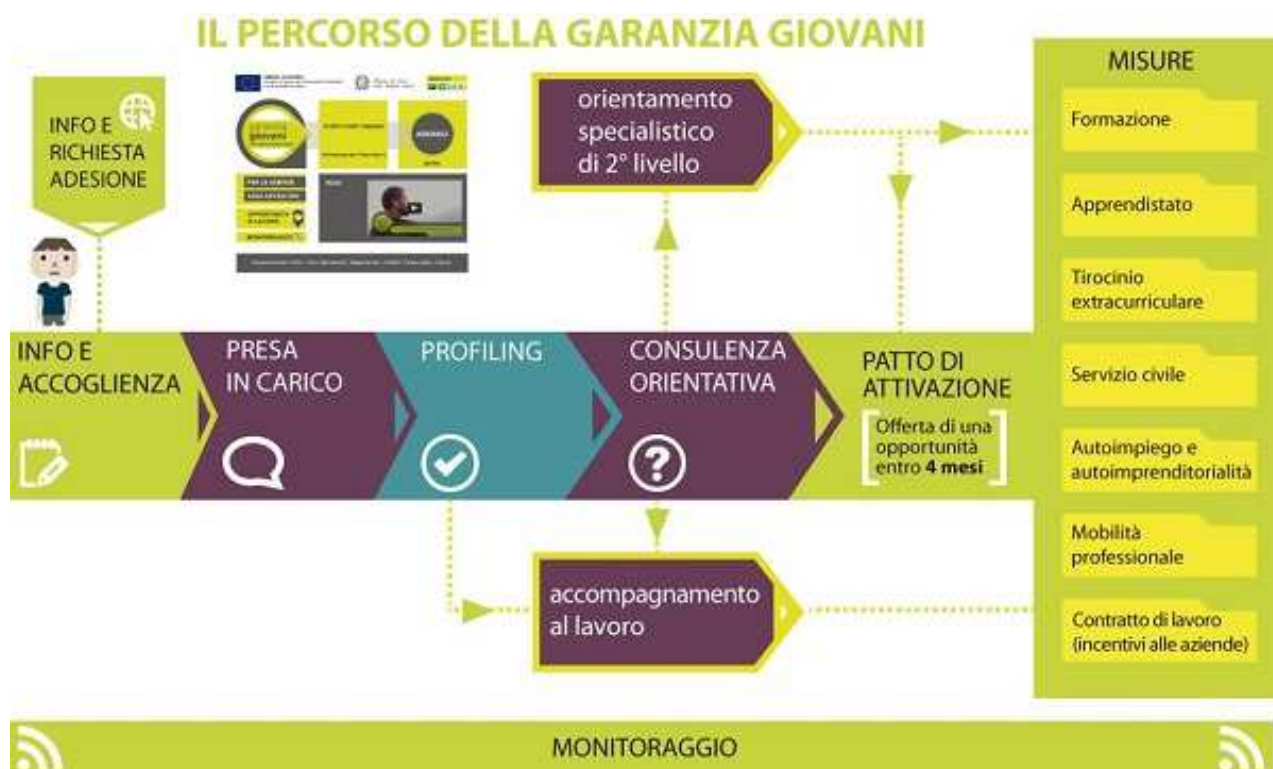 IL PERCORSO DELLA GARANZIA GIOVANI
INFO E
RICHIESTA
ADESIONE
giovani
orientamento
specialistico
di 2° livello
MISURE
Formazione
Apprendistato
Tirocinio
extracurriculare
Servizio civile
Autoimpiego e
autoimprenditorialità
Mobilità
professionale
Contratto di lavoro
(incentivi alle aziende)
INFO E
ACCOGLIENZA
PRESA
IN CARICO
PROFILING
CONSULENZA
ORIENTATIVA
PATTO DI
ATTIVAZIONE
Offerta di una
opportunità
entro 4 mesi
accompagnamento
al lavoro
MONITORAGGIO